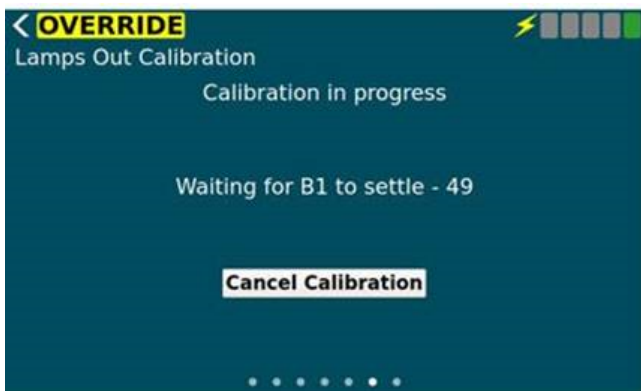 OVERRIDE
Lamps Out Calibration
Calibration in progress
Waiting for B1 to settle - 49
Cancel Calibration